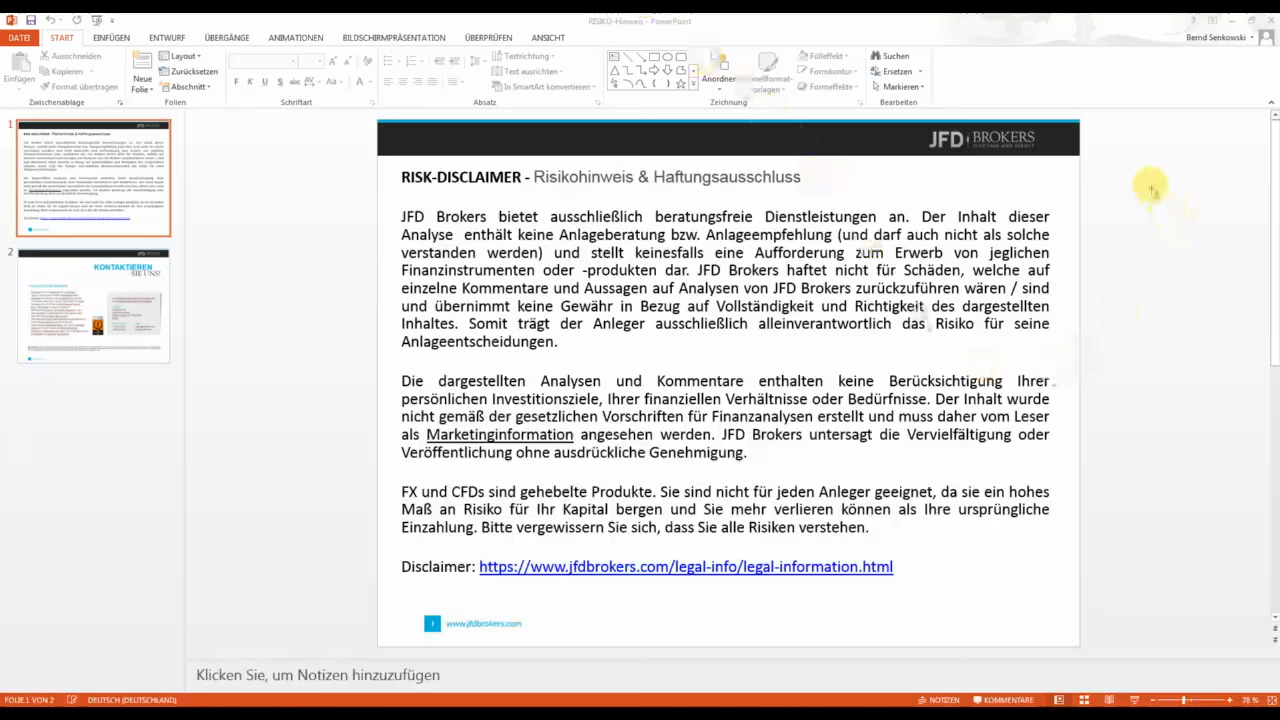 RISIKO-Hinweis - PowerPoint
DATEI START EINFÜGEN ENTWURF ÜBERGÄNGE ANIMATIONEN BILDSCHIRMPRÄSENTATION ÜBERPRÜFEN ANSICHT
Bernd Senkowski
Einfügen
Ausschneiden
Kopieren
Format übertragen
Zwischenablage
Neue Folie
Layout
Zurücksetzen
Abschnitt
Folien
Schriftart
Textrichtung
Text ausrichten
In SmartArt konvertieren
Absatz
Anordnen
Zeichnung
Fülleffekt
Formkontur
Formeffekte
Suchen
Ersetzen
Markieren
Bearbeiten
1
2
KONTAKTIEREN
SIE UNS!
JFD BROKERS
RISK-DISCLAIMER - Risikohinweis & Haftungsausschluss
JFD Brokers bietet ausschließlich beratungsfreie Dienstleistungen an. Der Inhalt dieser
Analyse enthält keine Anlageberatung bzw. Anlageempfehlung (und darf auch nicht als solche
verstanden werden) und stellt keinesfalls eine Aufforderung zum Erwerb von jeglichen
Finanzinstrumenten oder -produkten dar. JFD Brokers haftet nicht für Schäden, welche auf
einzelne Kommentare und Aussagen auf Analysen von JFD Brokers zurückzuführen wären / sind
und übernimmt keine Gewähr in Bezug auf Vollständigkeit und Richtigkeit des dargestellten
Inhaltes. Somit trägt der Anleger ausschließlich alleinverantwortlich das Risiko für seine
Anlageentscheidungen.
Die dargestellten Analysen und Kommentare enthalten keine Berücksichtigung Ihrer
persönlichen Investitionsziele, Ihrer finanziellen Verhältnisse oder Bedürfnisse. Der Inhalt wurde
nicht gemäß der gesetzlichen Vorschriften für Finanzanalysen erstellt und muss daher vom Leser
als Marketinginformation angesehen werden. JFD Brokers untersagt die Vervielfältigung oder
Veröffentlichung ohne ausdrückliche Genehmigung.
FX und CFDs sind gehebelte Produkte. Sie sind nicht für jeden Anleger geeignet, da sie ein hohes
Maß an Risiko für Ihr Kapital bergen und Sie mehr verlieren können als Ihre ursprüngliche
Einzahlung. Bitte vergewissern Sie sich, dass Sie alle Risiken verstehen.
Disclaimer: https://www.jfdbrokers.com/legal-info/legal-information.html
www.jfdbrokers.com
Klicken Sie, um Notizen hinzuzufügen
FOLIE 1 VON 2 DEUTSCH (DEUTSCHLAND) NOTIZEN KOMMENTARE 78 %